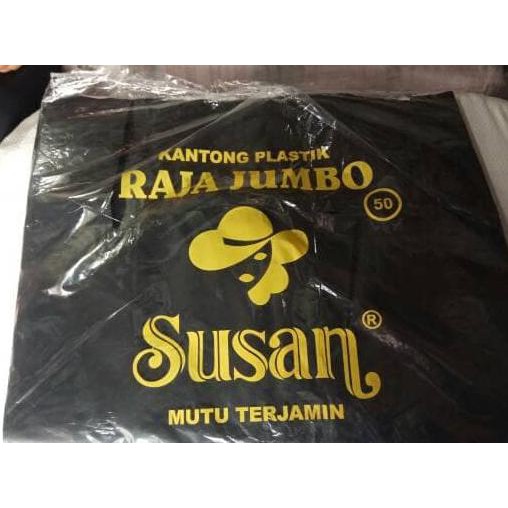 KANTONG PLASTIK
RAJA JUMBO
50
Susan®
MUTU TERJAMIN